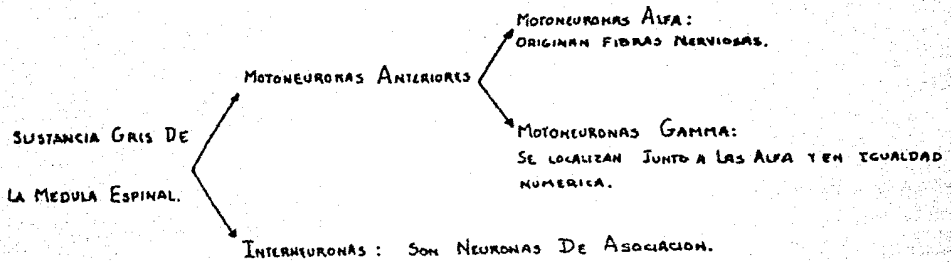 MOTONEURONAS ALFA:
ORIGINAN FIBRAS NERVIOSAS.
MOTONEURONAS ANTERIORES
SUSTANCIA GRIS DE
LA MEDULA ESPINAL.
MOTONEURONAS GAMMA:
SE LOCALIZAN JUNTO A LAS ALFA Y EN IGUALDAD
NUMERICA.
INTERNEURONAS: SON NEURONAS DE ASOCIACION.